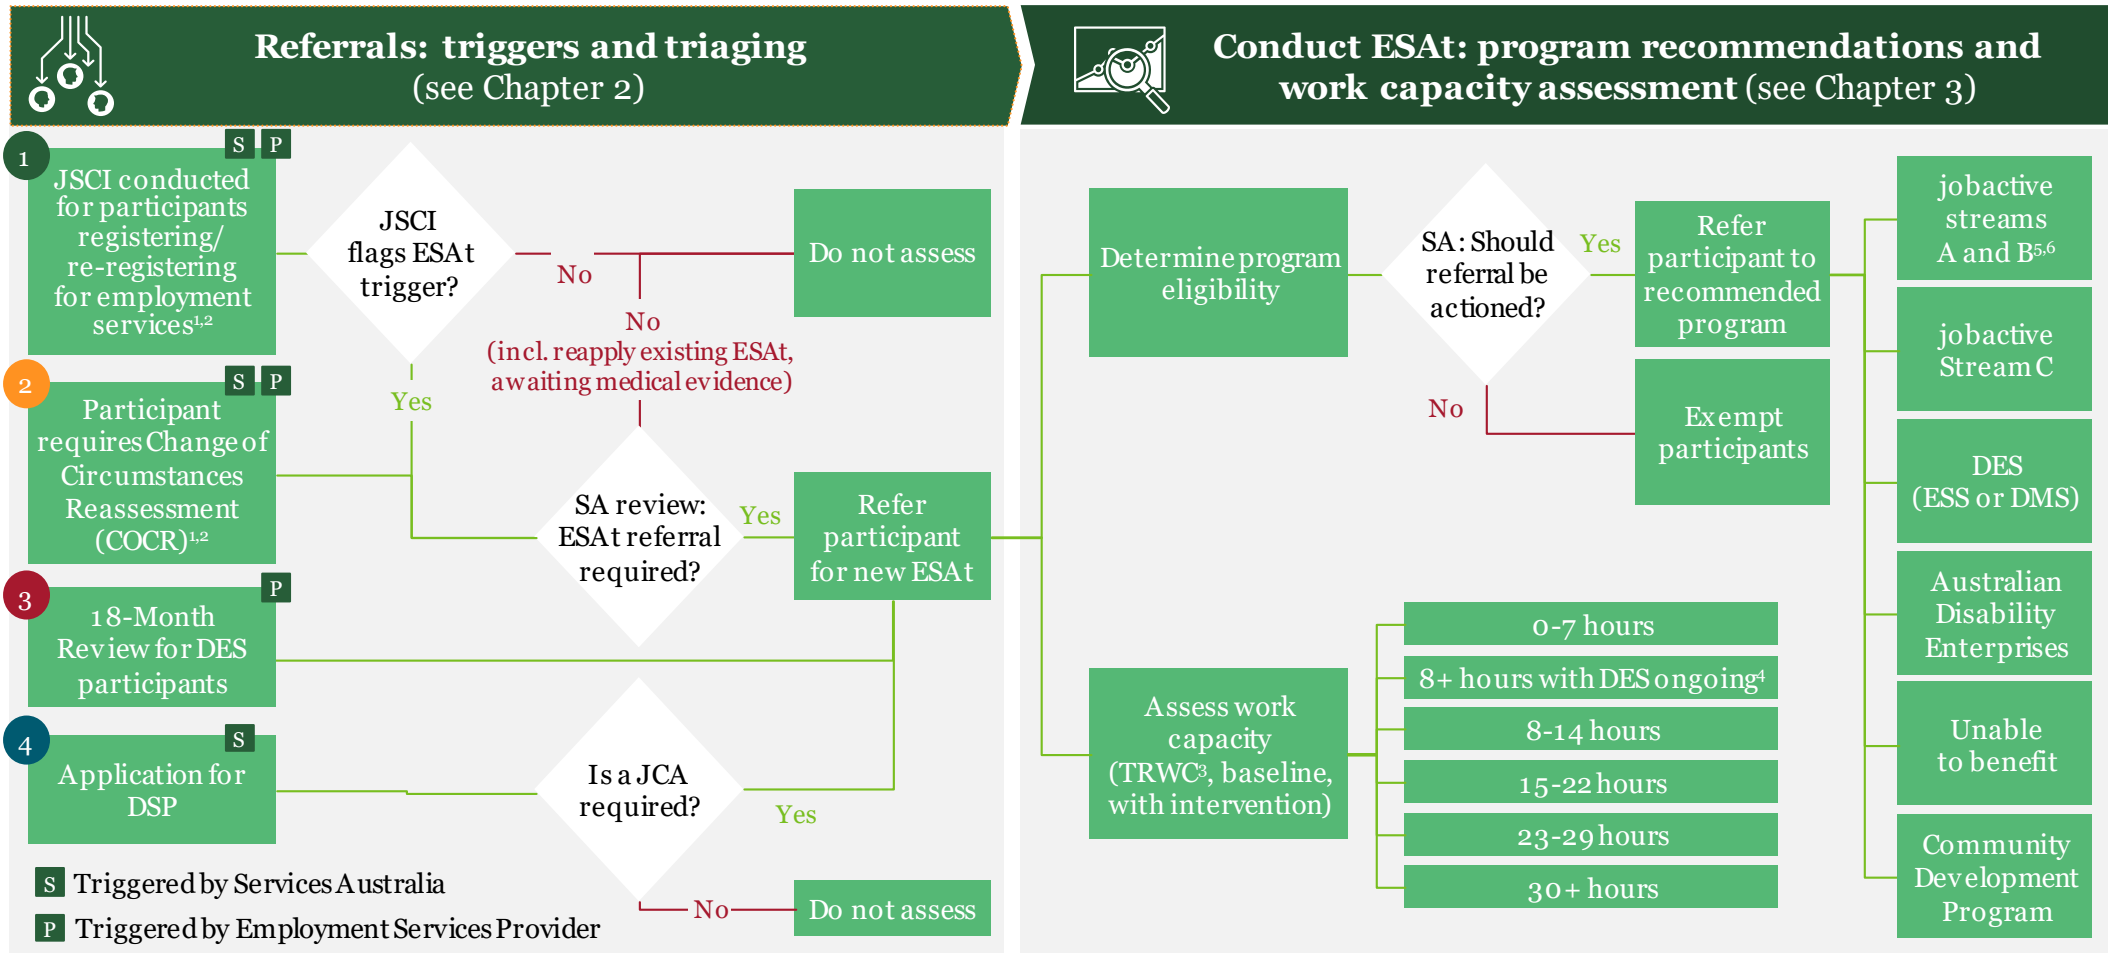 Referrals: triggers and triaging
(see Chapter 2)
Conduct ESAt: program recommendations and
work capacity assessment (see Chapter 3)
1
S P
JSCI conducted
for participants
registering/
re-registering
for employment
services1,2
JSCI
flags ESAt
trigger?
No
Do not assess
No
(incl. reapply existing ESAt,
awaiting medical evidence)
Yes
2
S P
Participant
requires Change of
Circumstances
Reassessment
(COCR)1,2
SA review:
ESAt referral
required?
Yes
Refer
participant
for new ESAt
3
P
18-Month
Review for DES
participants
4
S
Application for
DSP
Is a JCA
required?
Yes
No
Do not assess
S Triggered by Services Australia
P Triggered by Employment Services Provider
Determine program
eligibility
SA: Should
referral be
actioned?
Yes
Refer
participant to
recommended
program
No
Exempt
participants
jobactive
streams
A and B5,6
jobactive
Stream C
DES
(ESS or DMS)
Australian
Disability
Enterprises
Unable
to benefit
Community
Development
Program
Assess work
capacity
(TRWC3, baseline,
with intervention)
0-7 hours
8+ hours with DES ongoing4
8-14 hours
15-22 hours
23-29 hours
30+ hours